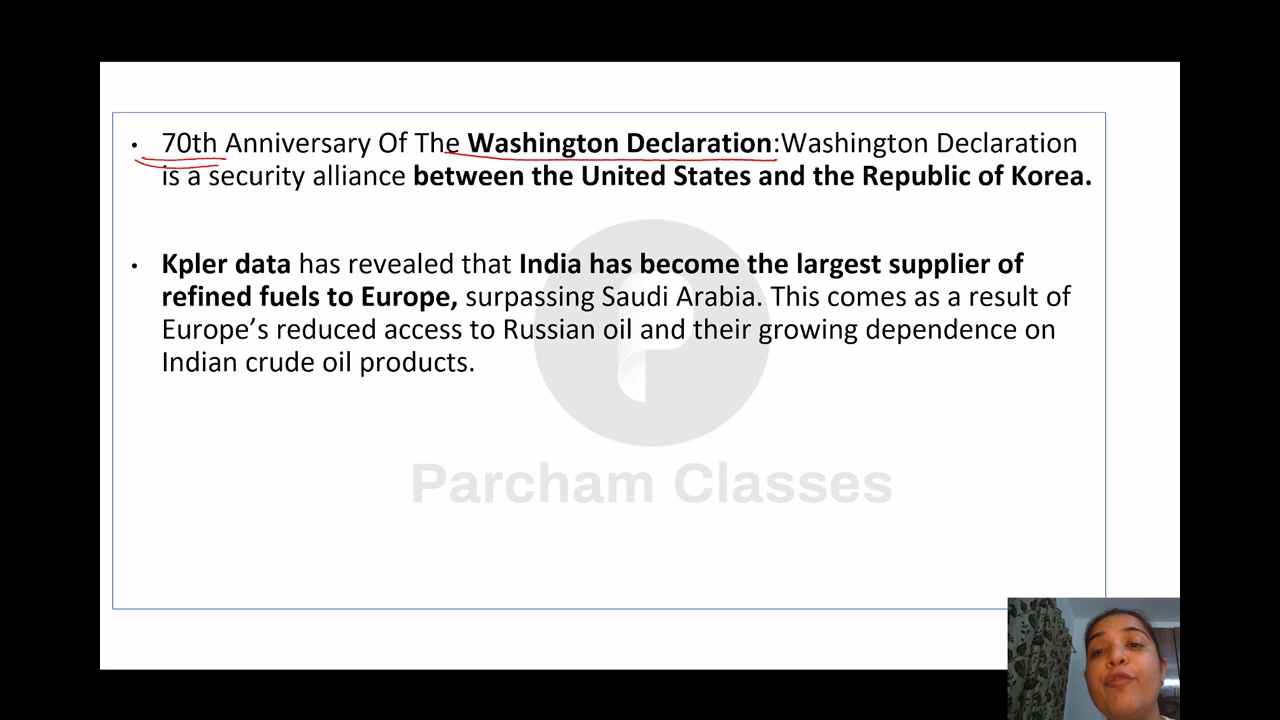 • 70th Anniversary Of The Washington Declaration:Washington Declaration
is a security alliance between the United States and the Republic of Korea.
• Kpler data has revealed that India has become the largest supplier of
refined fuels to Europe, surpassing Saudi Arabia. This comes as a result of
Europe’s reduced access to Russian oil and their growing dependence on
Indian crude oil products.
Parcham Classes